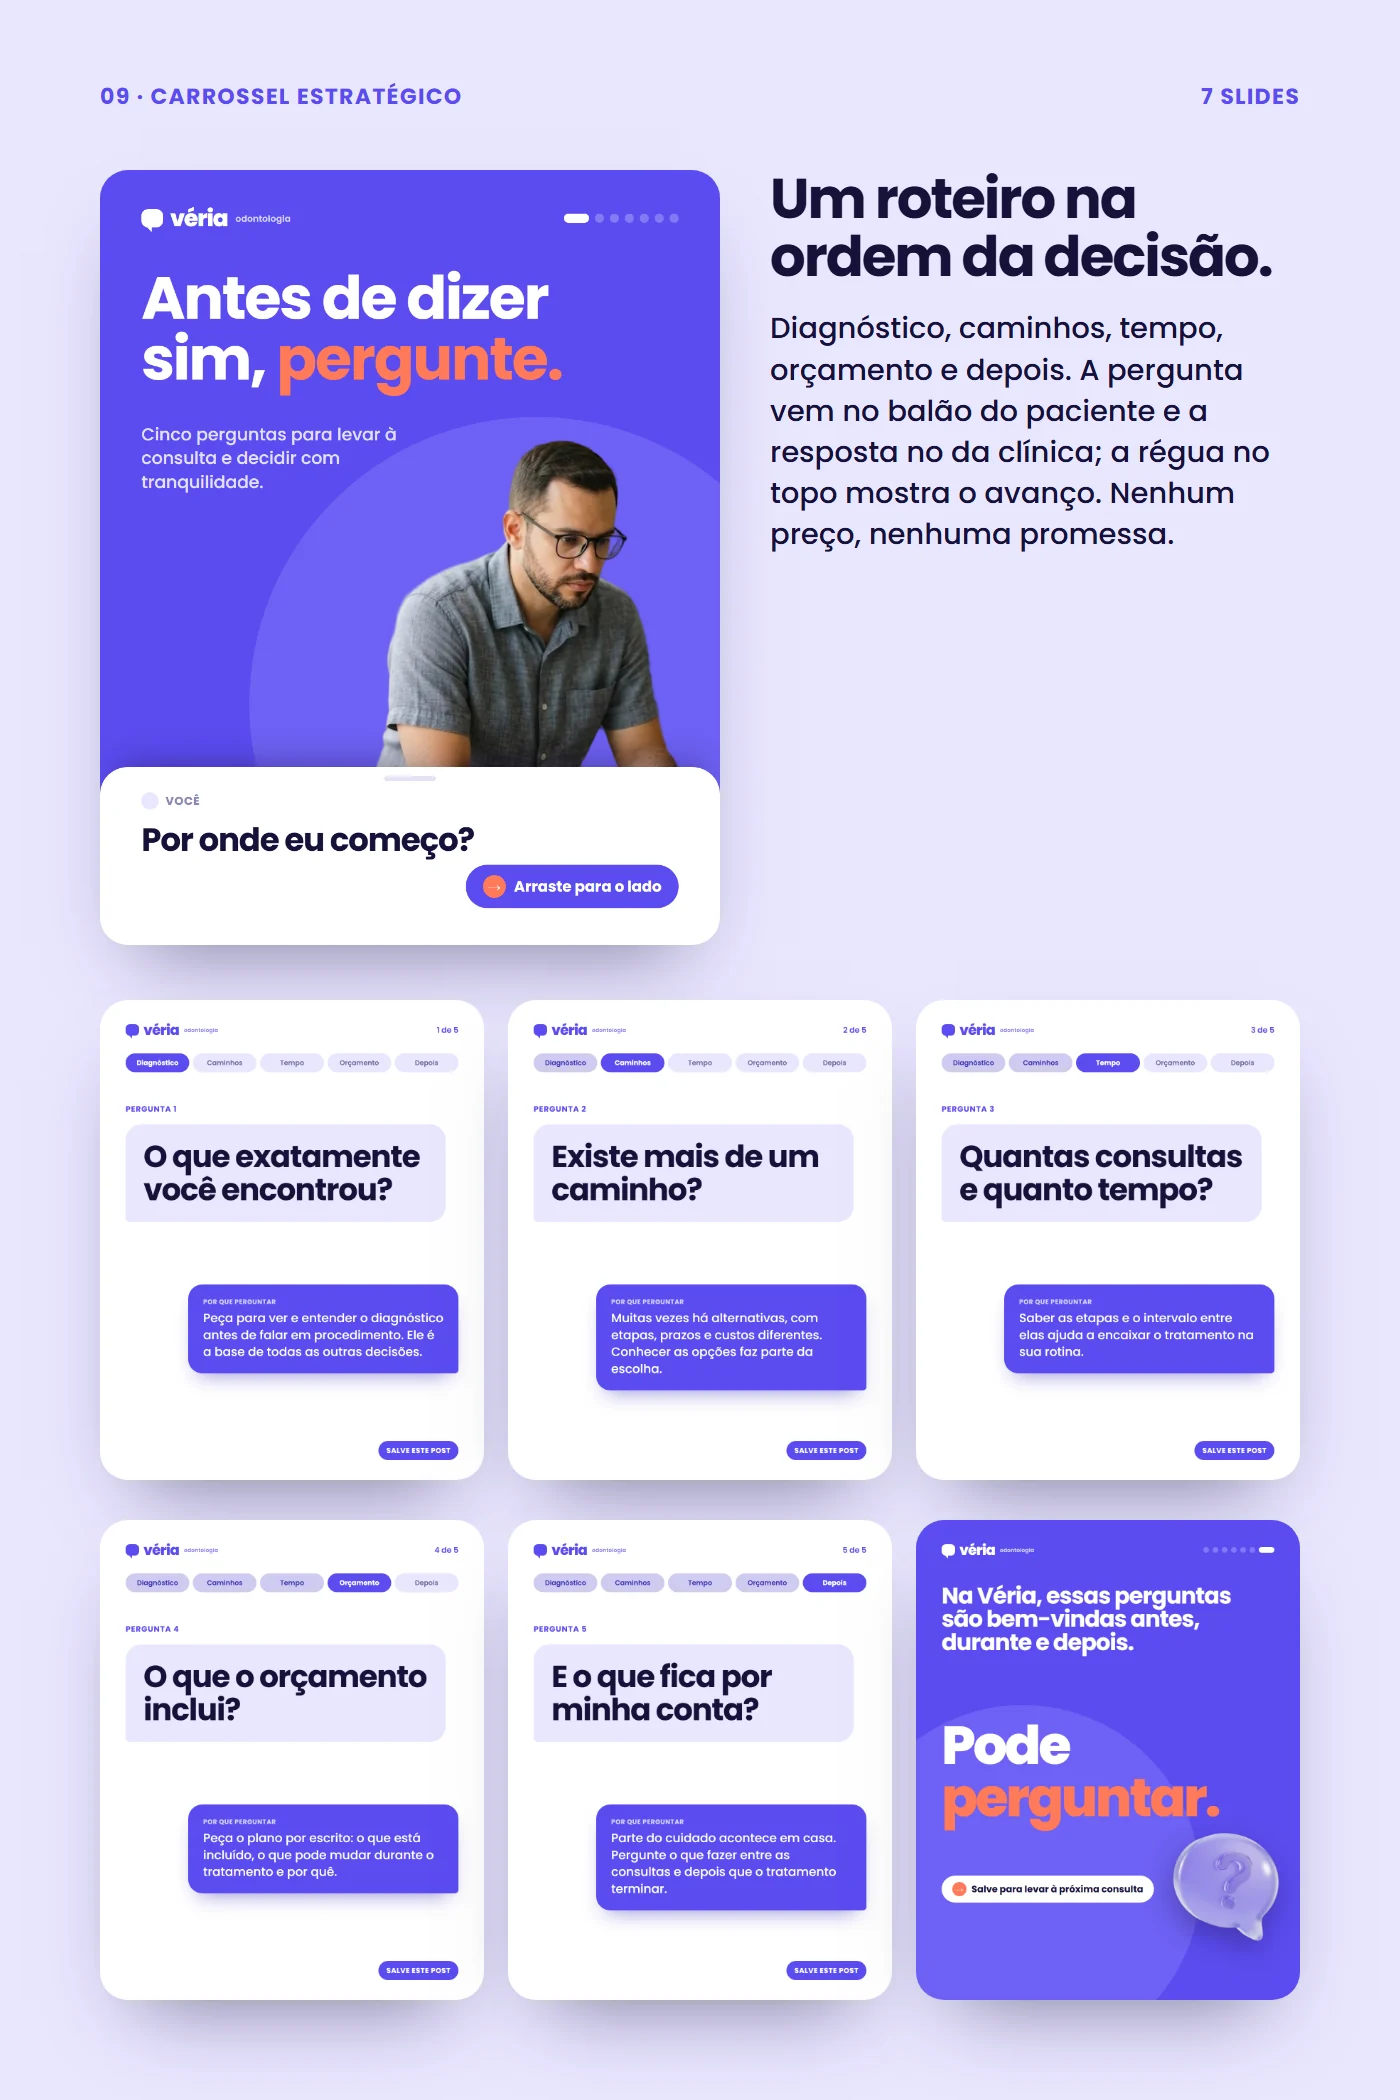 09 · CARROSSEL ESTRATÉGICO
7 SLIDES
véria odontologia
Antes de dizer
sim, pergunte.
Cinco perguntas para levar à
consulta e decidir com
tranquilidade.
VOCÊ
Por onde eu começo?
→ Arraste para o lado
Um roteiro na
ordem da decisão.
Diagnóstico, caminhos, tempo,
orçamento e depois. A pergunta
vem no balão do paciente e a
resposta no da clínica; a régua no
topo mostra o avanço. Nenhum
preço, nenhuma promessa.
véria odontologia
1 de 5
Diagnóstico Caminhos Tempo Orçamento Depois
PERGUNTA 1
O que exatamente
você encontrou?
POR QUE PERGUNTAR
Peça para ver e entender o diagnóstico
antes de falar em procedimento. Ele é
a base de todas as outras decisões.
SALVE ESTE POST
véria odontologia
2 de 5
Diagnóstico Caminhos Tempo Orçamento Depois
PERGUNTA 2
Existe mais de um
caminho?
POR QUE PERGUNTAR
Muitas vezes há alternativas, com
etapas, prazos e custos diferentes.
Conhecer as opções faz parte da
escolha.
SALVE ESTE POST
véria odontologia
3 de 5
Diagnóstico Caminhos Tempo Orçamento Depois
PERGUNTA 3
Quantas consultas
e quanto tempo?
POR QUE PERGUNTAR
Saber as etapas e o intervalo entre
elas ajuda a encaixar o tratamento na
sua rotina.
SALVE ESTE POST
véria odontologia
4 de 5
Diagnóstico Caminhos Tempo Orçamento Depois
PERGUNTA 4
O que o orçamento
inclui?
POR QUE PERGUNTAR
Peça o plano por escrito: o que está
incluído, o que pode mudar durante o
tratamento e por quê.
SALVE ESTE POST
véria odontologia
5 de 5
Diagnóstico Caminhos Tempo Orçamento Depois
PERGUNTA 5
E o que fica por
minha conta?
POR QUE PERGUNTAR
Parte do cuidado acontece em casa.
Pergunte o que fazer entre as
consultas e depois que o tratamento
terminar.
SALVE ESTE POST
véria odontologia
Na Véria, essas perguntas
são bem-vindas antes,
durante e depois.
Pode
perguntar.
→ Salve para levar à próxima consulta
?